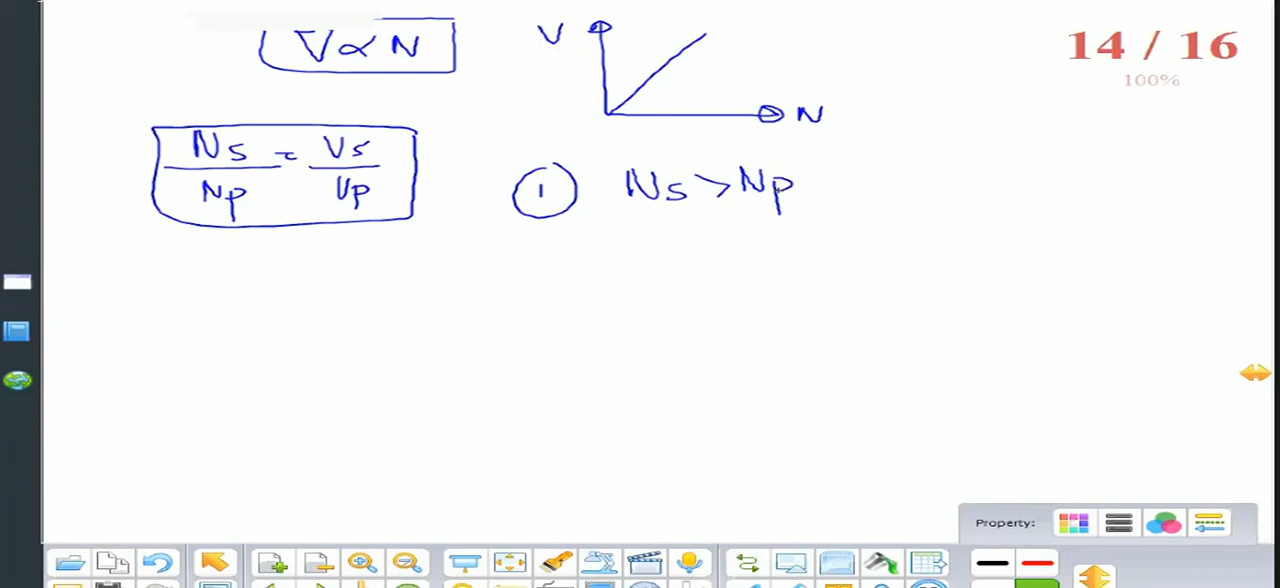 V ∝ N
V
N
14 / 16
100%
Ns/Np = Vs/Vp
1 Ns > Np
Property: